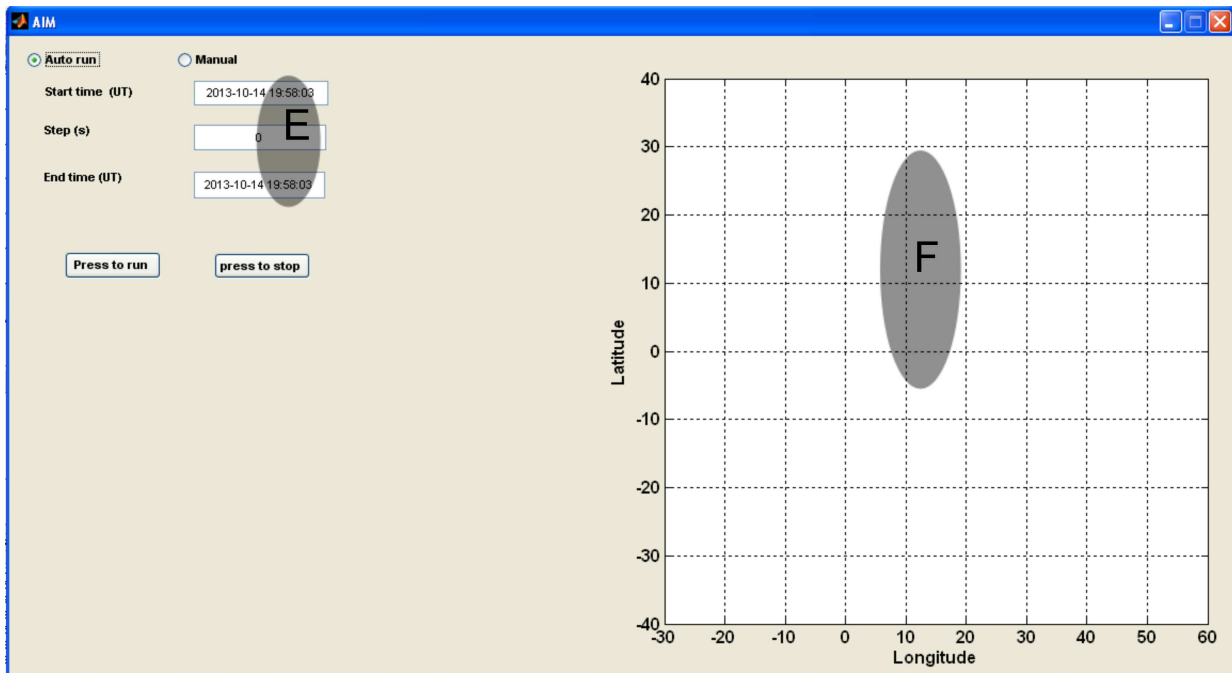 AIM
Auto run Manual
Start time (UT) 2013-10-14 19:58:03
Step (s) 0
E
End time (UT) 2013-10-14 19:58:03
Press to run press to stop
40
30
20
10
0
-10
-20
-30
-40
Latitude
F
-30 -20 -10 0 10 20 30 40 50 60
Longitude